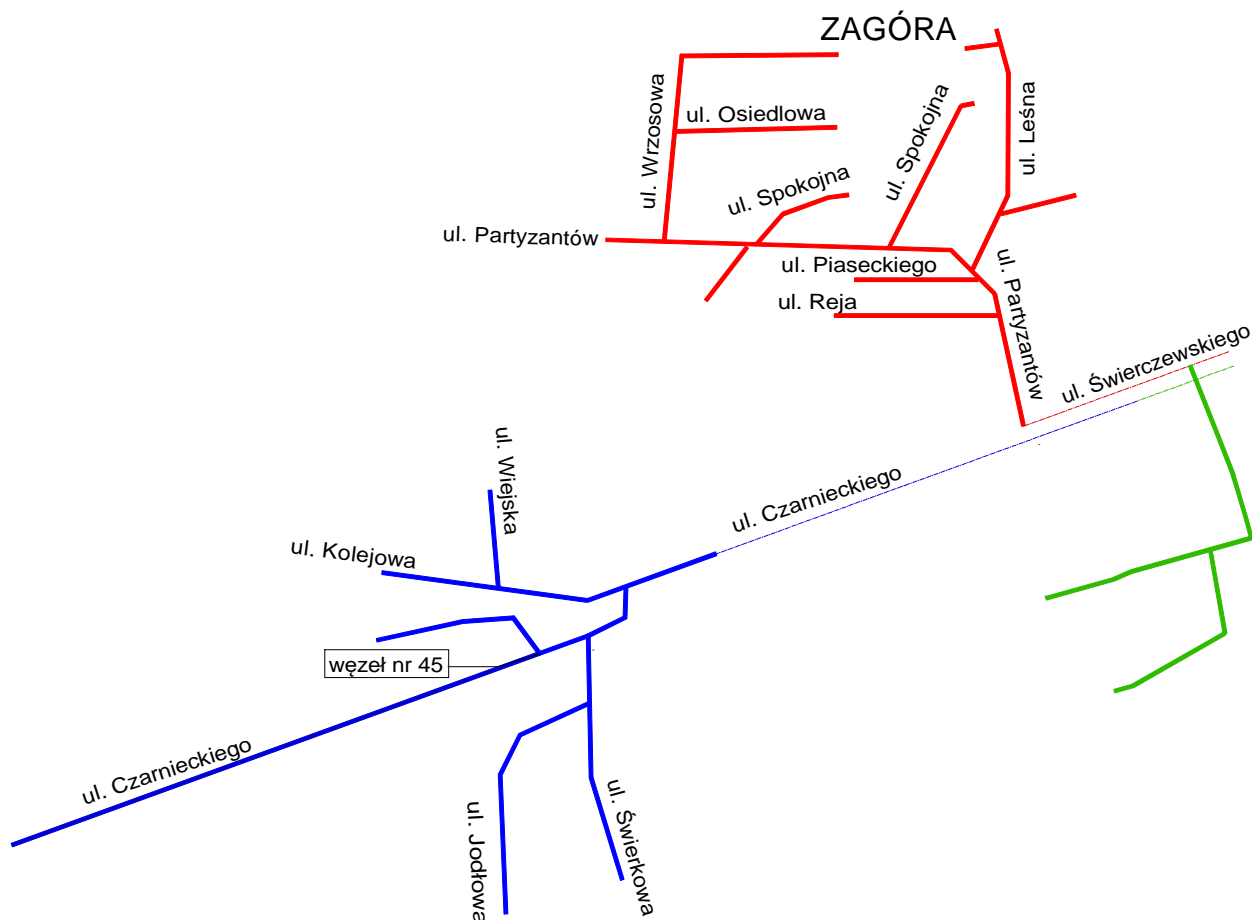 ZAGÓRA
ul. Wrzosowa
ul. Osiedlowa
ul. Spokojna
ul. Leśna
ul. Spokojna
ul. Partyzantów
ul. Piaseckiego
ul. Partyzantów
ul. Reja
ul. Świerczewskiego
ul. Czarnieckiego
ul. Wiejska
ul. Kolejowa
węzeł nr 45
ul. Czarnieckiego
ul. Jodłowa
ul. Świerkowa